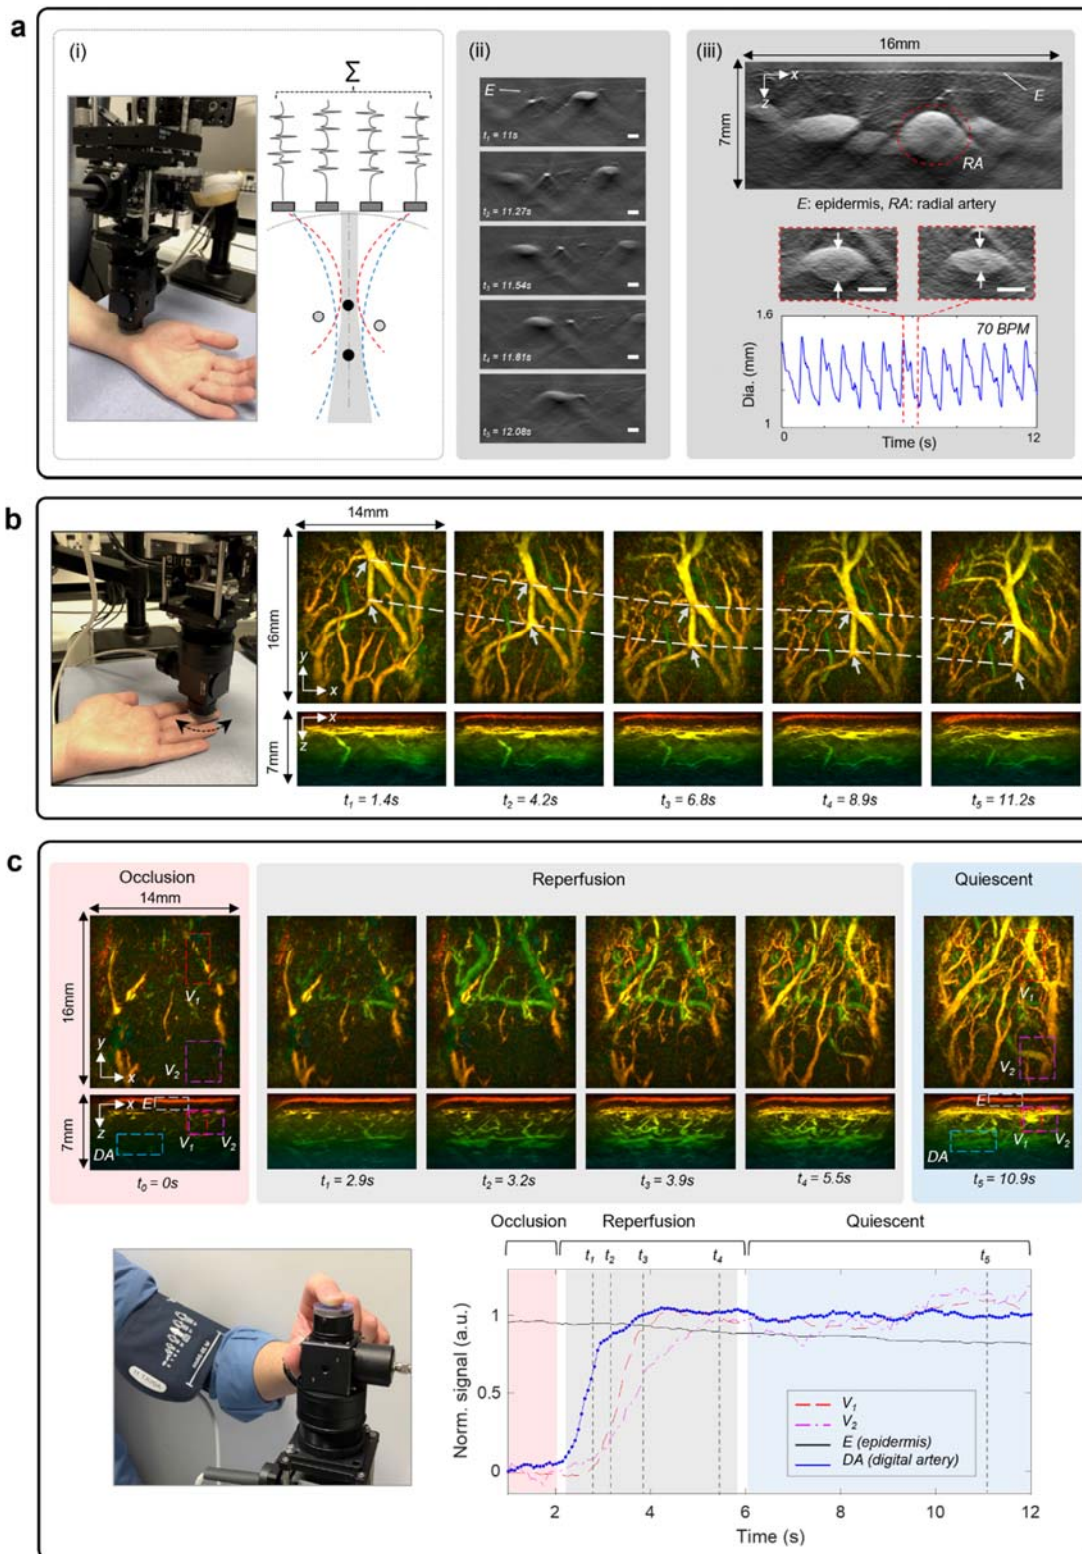 a
(i)
Σ
(ii)
E
t1 = 11s
t2 = 11.27s
t3 = 11.54s
t4 = 11.81s
t5 = 12.08s
(iii)
16mm
7mm
x
z
E
RA
E: epidermis, RA: radial artery
1.6
70 BPM
Dia. (mm)
1
0
12
Time (s)
b
14mm
16mm
y
x
7mm
x
z
t1 = 1.4s
t2 = 4.2s
t3 = 6.8s
t4 = 8.9s
t5 = 11.2s
c
Occlusion
Reperfusion
Quiescent
14mm
16mm
V1
V1
y
x
V2
V2
7mm
x
z
E
E
V1
V2
V1
V2
DA
DA
t0 = 0s
t1 = 2.9s
t2 = 3.2s
t3 = 3.9s
t4 = 5.5s
t5 = 10.9s
Occlusion
Reperfusion
Quiescent
t1
t2
t3
t4
t5
Norm. signal (a.u.)
1
0.5
0
V1
V2
E (epidermis)
DA (digital artery)
2
4
6
8
10
12
Time (s)